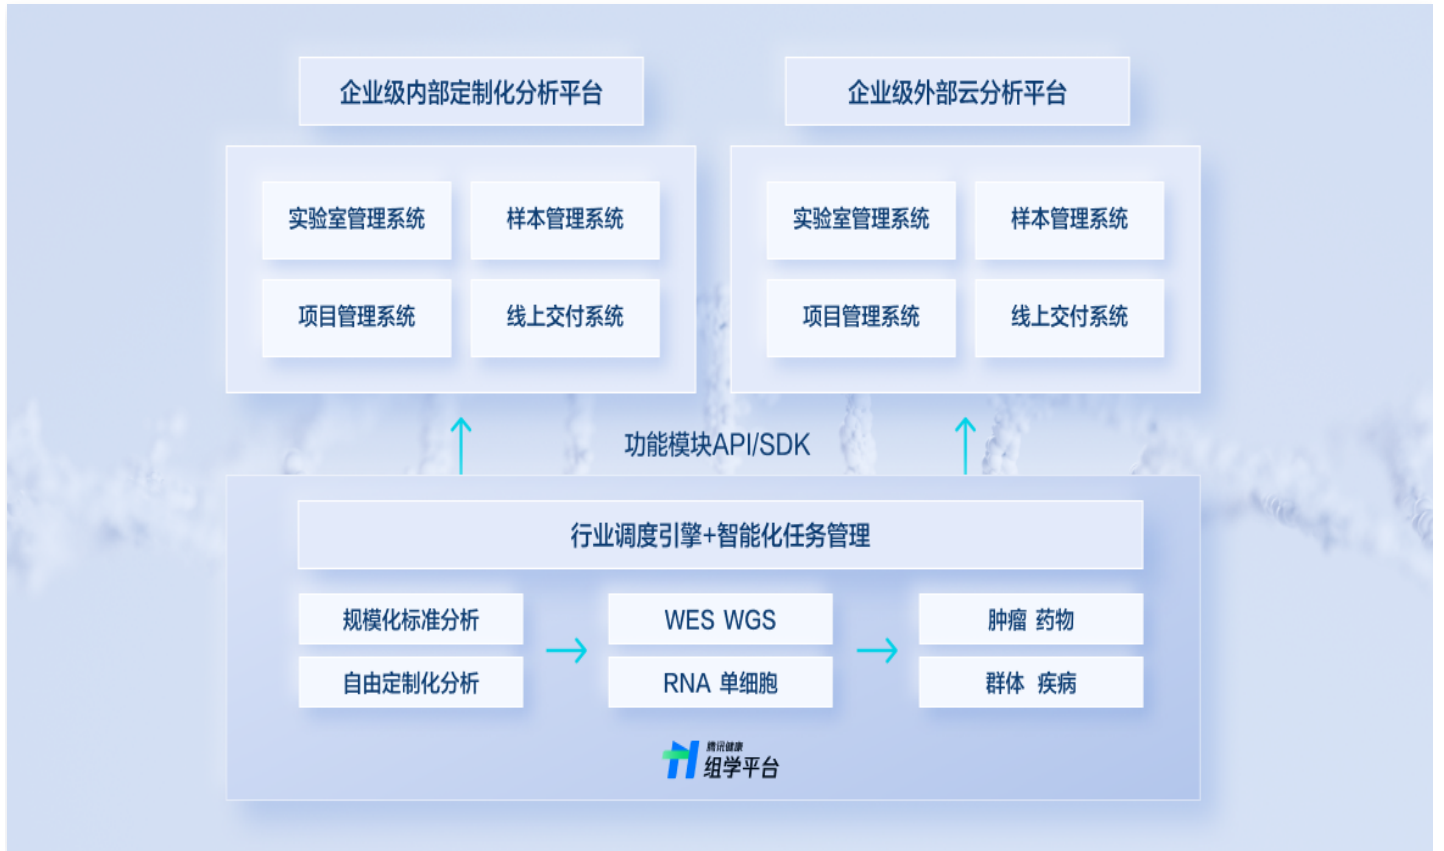 企业级内部定制化分析平台
企业级外部云分析平台
实验室管理系统
样本管理系统
项目管理系统
线上交付系统
实验室管理系统
样本管理系统
项目管理系统
线上交付系统
功能模块API/SDK
行业调度引擎+智能化任务管理
规模化标准分析
WES WGS
肿瘤 药物
自由定制化分析
RNA 单细胞
群体 疾病
腾讯健康
组学平台